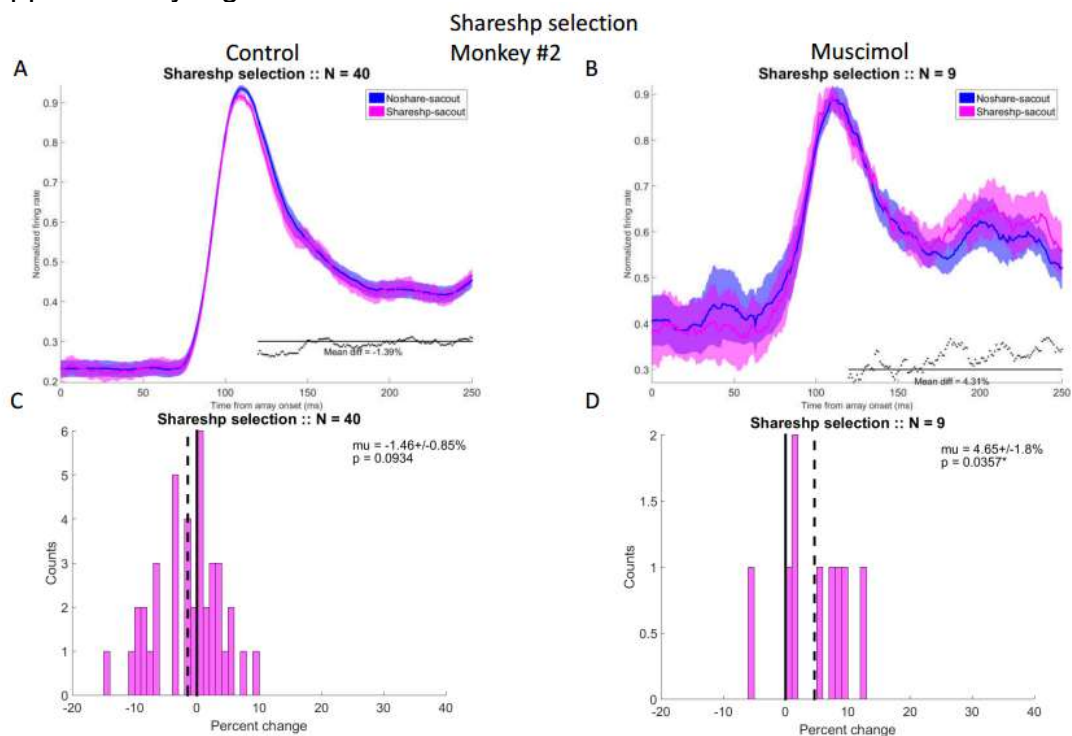 Shareshp selection
Control
Monkey #2
Muscimol
A
Shareshp selection :: N = 40
Noshare-sacout
Shareshp-sacout
Normalized firing rate
0.9
0.8
0.7
0.6
0.5
0.4
0.3
0.2
Mean diff = -1.39%
0 50 100 150 200 250
Time from array onset (ms)
B
Shareshp selection :: N = 9
Noshare-sacout
Shareshp-sacout
Normalized firing rate
0.9
0.8
0.7
0.6
0.5
0.4
0.3
Mean diff = 4.31%
0 50 100 150 200 250
Time from array onset (ms)
C
Shareshp selection :: N = 40
mu = -1.46+/-0.85%
p = 0.0934
Counts
6
5
4
3
2
1
0
-20 -10 0 10 20 30 40
Percent change
D
Shareshp selection :: N = 9
mu = 4.65+/-1.8%
p = 0.0357*
Counts
2
1.5
1
0.5
0
-20 -10 0 10 20 30 40
Percent change